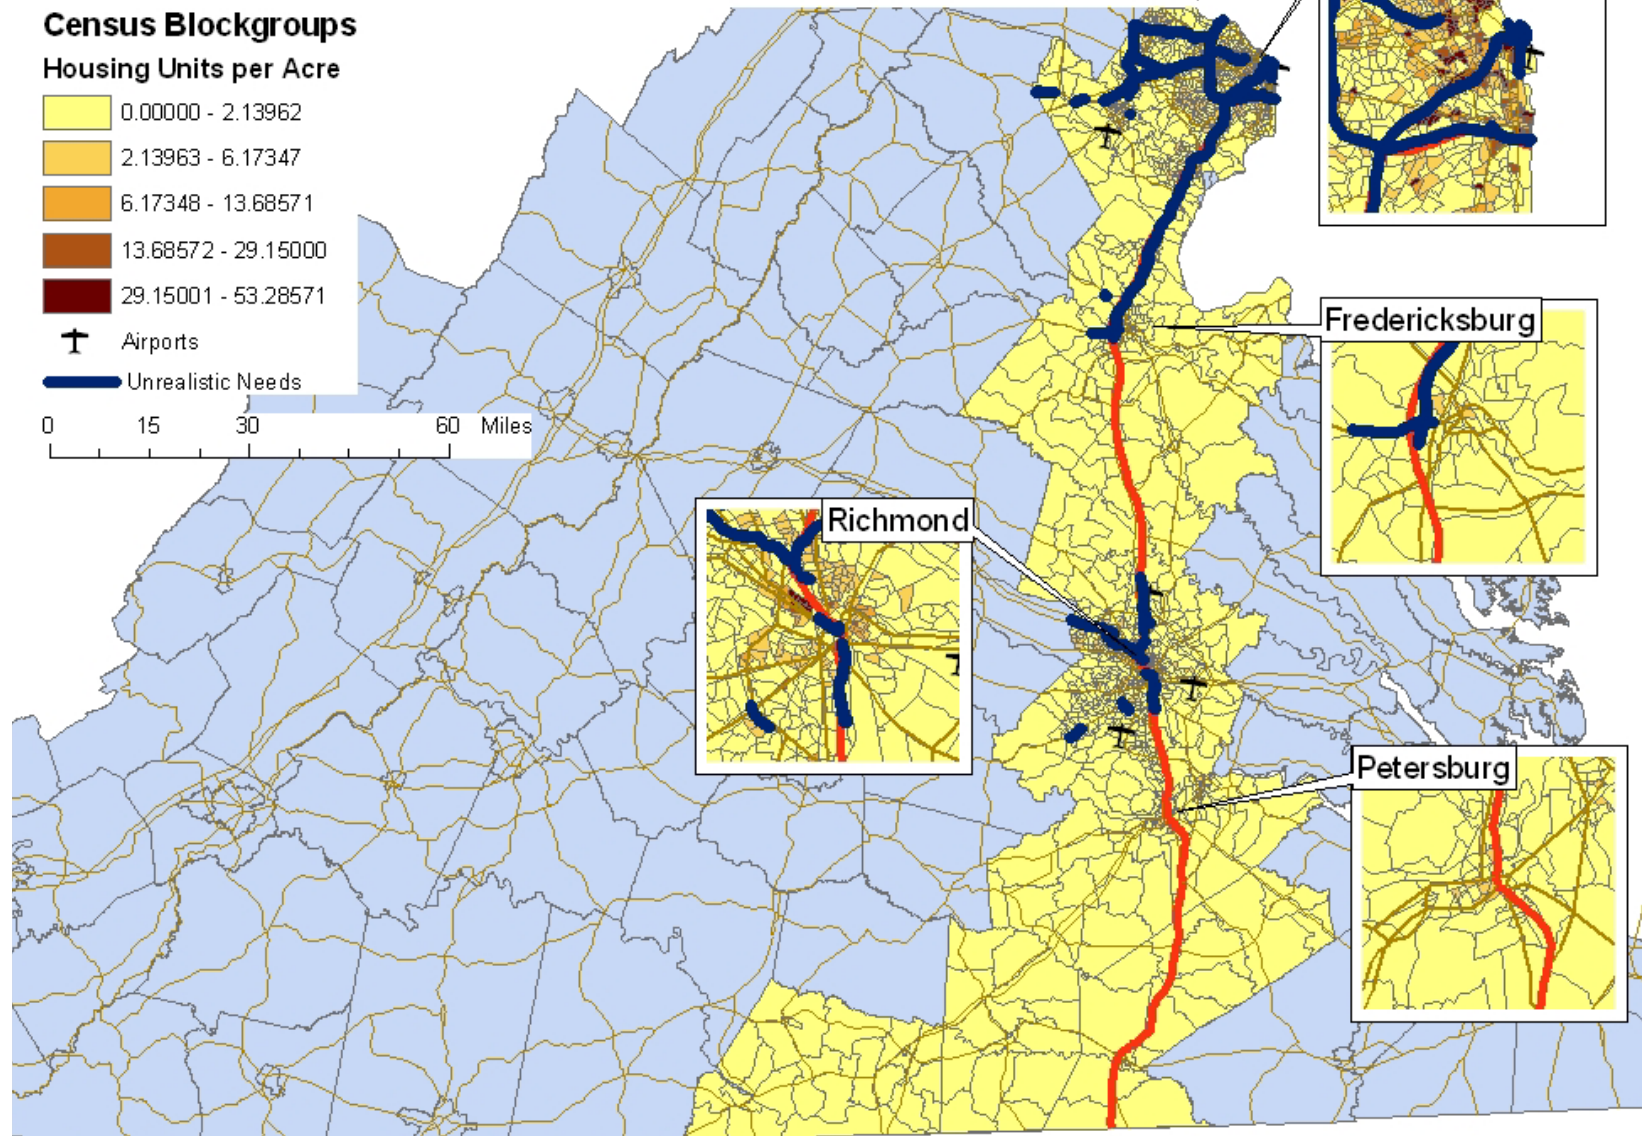 Census Blockgroups
Housing Units per Acre
0.00000 - 2.13962
2.13963 - 6.17347
6.17348 - 13.68571
13.68572 - 29.15000
29.15001 - 53.28571
Airports
Unrealistic Needs
0 15 30 60 Miles
Fredericksburg
Richmond
Petersburg